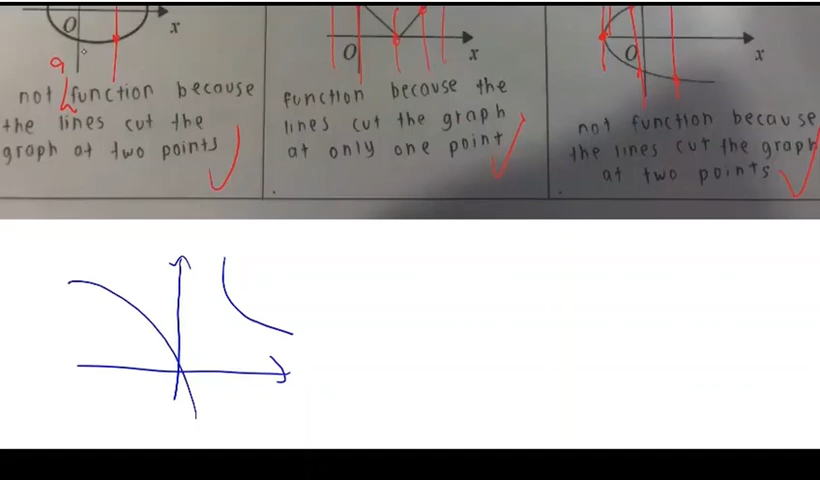 O
x
a
not function because
the lines cut the
graph at two points
O
x
function because the
lines cut the graph
at only one point
O
x
not function because
the lines cut the graph
at two points